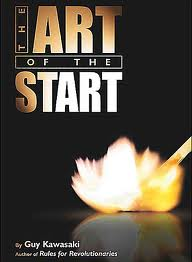 THE
ART
OF THE
START
By Guy Kawasaki
Author of Rules for Revolutionaries